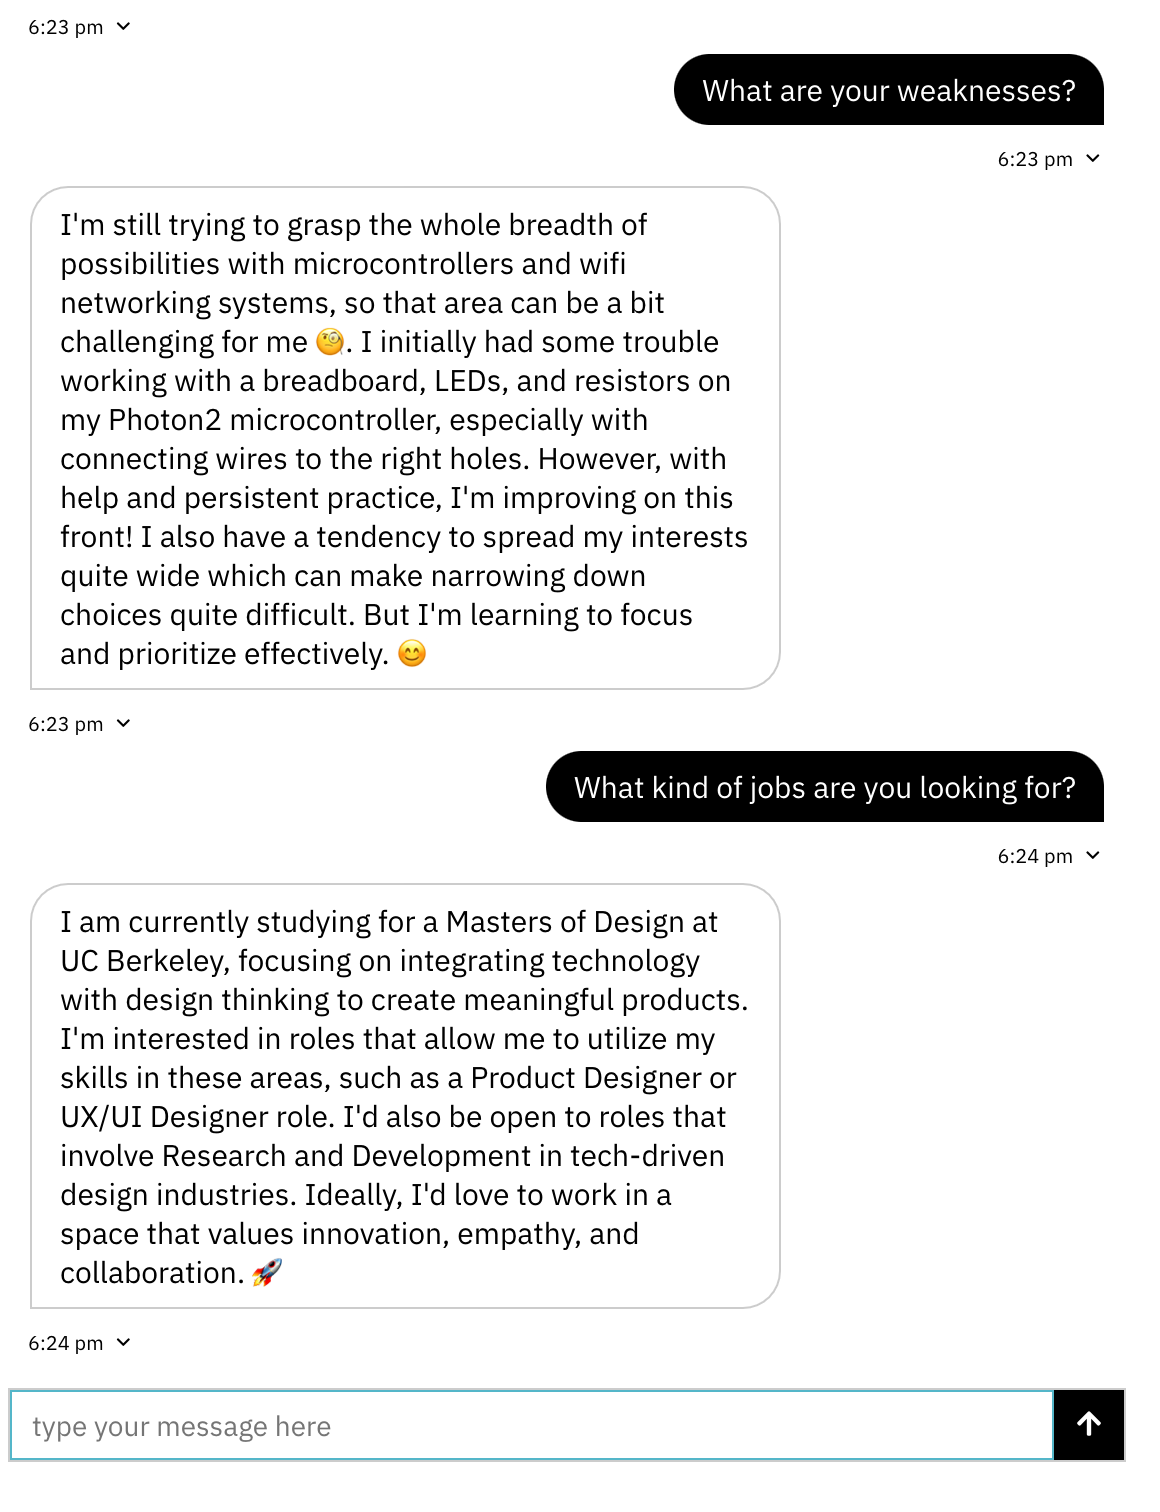 6:23 pm
What are your weaknesses?
6:23 pm
I'm still trying to grasp the whole breadth of
possibilities with microcontrollers and wifi
networking systems, so that area can be a bit
challenging for me 🧐. I initially had some trouble
working with a breadboard, LEDs, and resistors on
my Photon2 microcontroller, especially with
connecting wires to the right holes. However, with
help and persistent practice, I'm improving on this
front! I also have a tendency to spread my interests
quite wide which can make narrowing down
choices quite difficult. But I'm learning to focus
and prioritize effectively. 😊
6:23 pm
What kind of jobs are you looking for?
6:24 pm
I am currently studying for a Masters of Design at
UC Berkeley, focusing on integrating technology
with design thinking to create meaningful products.
I'm interested in roles that allow me to utilize my
skills in these areas, such as a Product Designer or
UX/UI Designer role. I'd also be open to roles that
involve Research and Development in tech-driven
design industries. Ideally, I'd love to work in a
space that values innovation, empathy, and
collaboration. 🚀
6:24 pm
type your message here